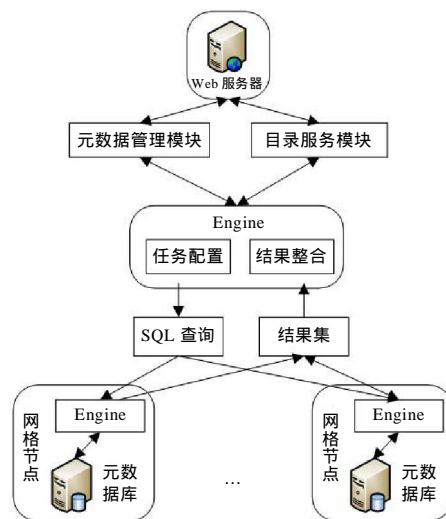 Web 服务器
元数据管理模块
目录服务模块
Engine
任务配置
结果整合
SQL 查询
结果集
网格节点
Engine
元数
据库
...
网格节点
Engine
元数
据库